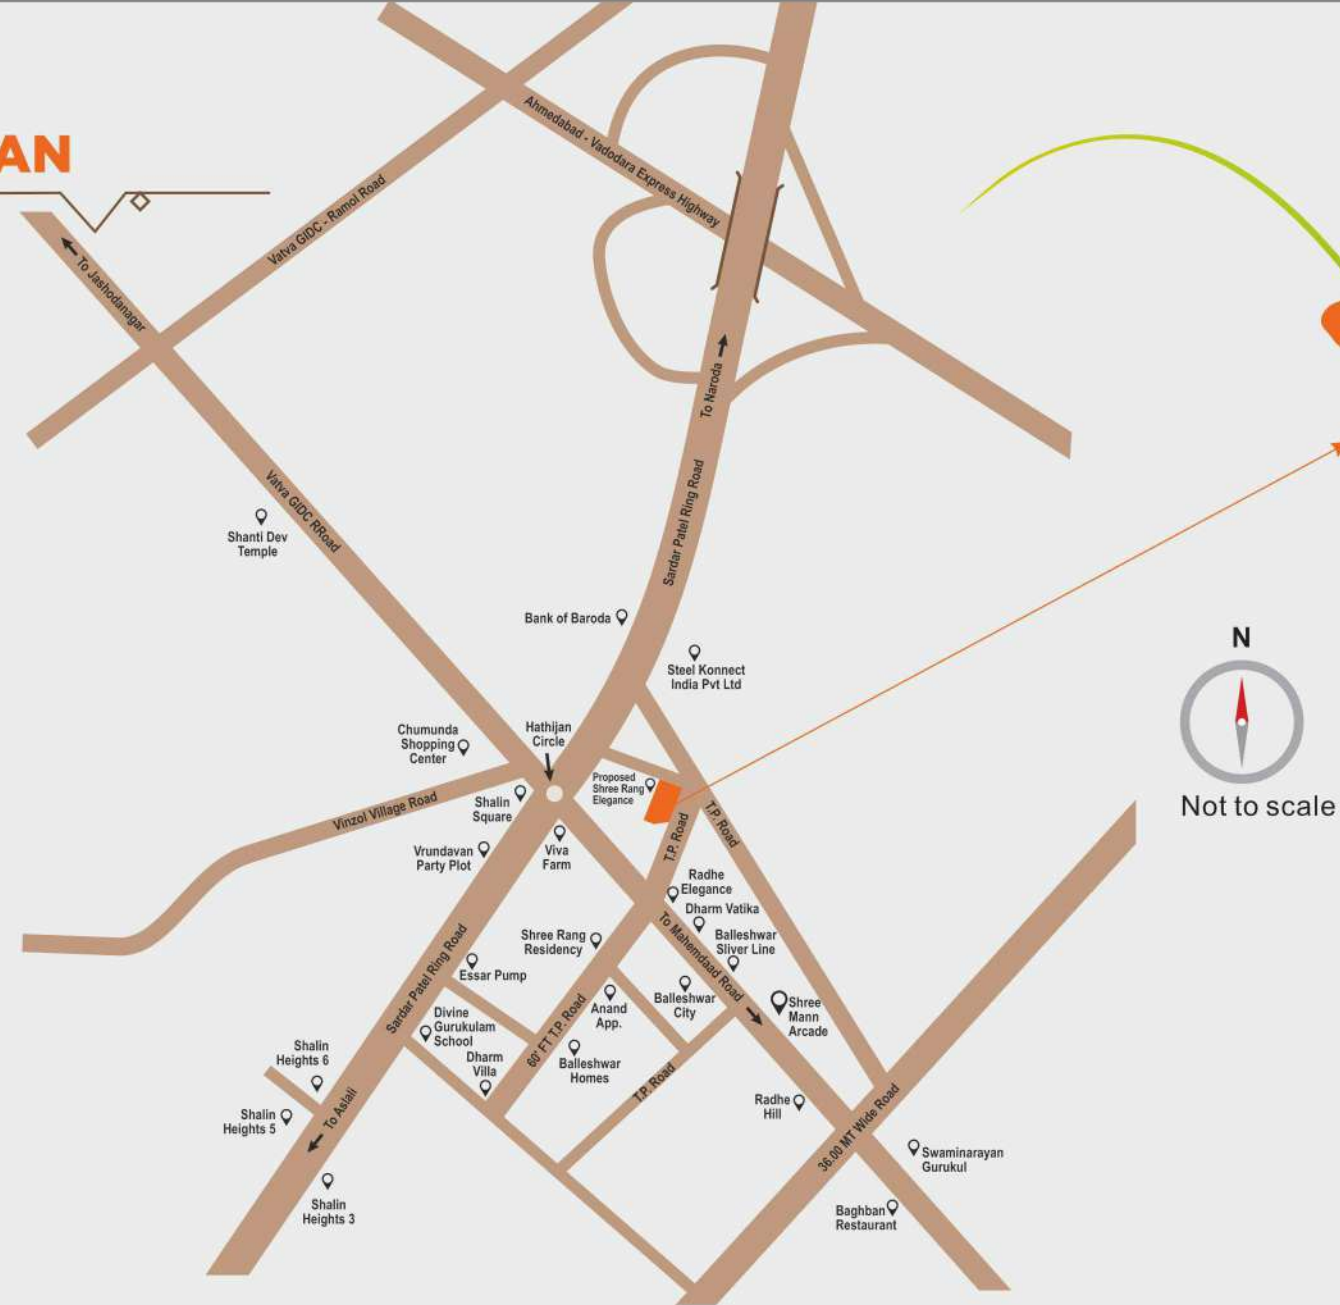 AN
Ahmedabad - Vadodara Express Highway
Vatva GIDC - Ramol Road
To Jashodanagar
To Naroda
Vatva GIDC RRoad
Sardar Patel Ring Road
Shanti Dev
Temple
Bank of Baroda
Steel Konnect
India Pvt Ltd
N
Not to scale
Chumunda
Shopping
Center
Hathijan
Circle
Proposed
Shree Rang
Elegance
Shalin
Square
Vinzol Village Road
T.P. Road
T.P. Road
Vrundavan
Party Plot
Viva
Farm
Radhe
Elegance
Dharm Vatika
Shree Rang
Residency
Balleshwar
Sliver Line
To Mahemdaad Road
Sardar Patel Ring Road
Essar Pump
Balleshwar
City
Anand
App.
Shree
Mann
Arcade
Divine
Gurukulam
School
60' FT T.P. Road
Dharm
Villa
Balleshwar
Homes
T.P. Road
Shalin
Heights 6
Shalin
Heights 5
To Aslali
Radhe
Hill
36.00 MT Wide Road
Swaminarayan
Gurukul
Shalin
Heights 3
Baghban
Restaurant